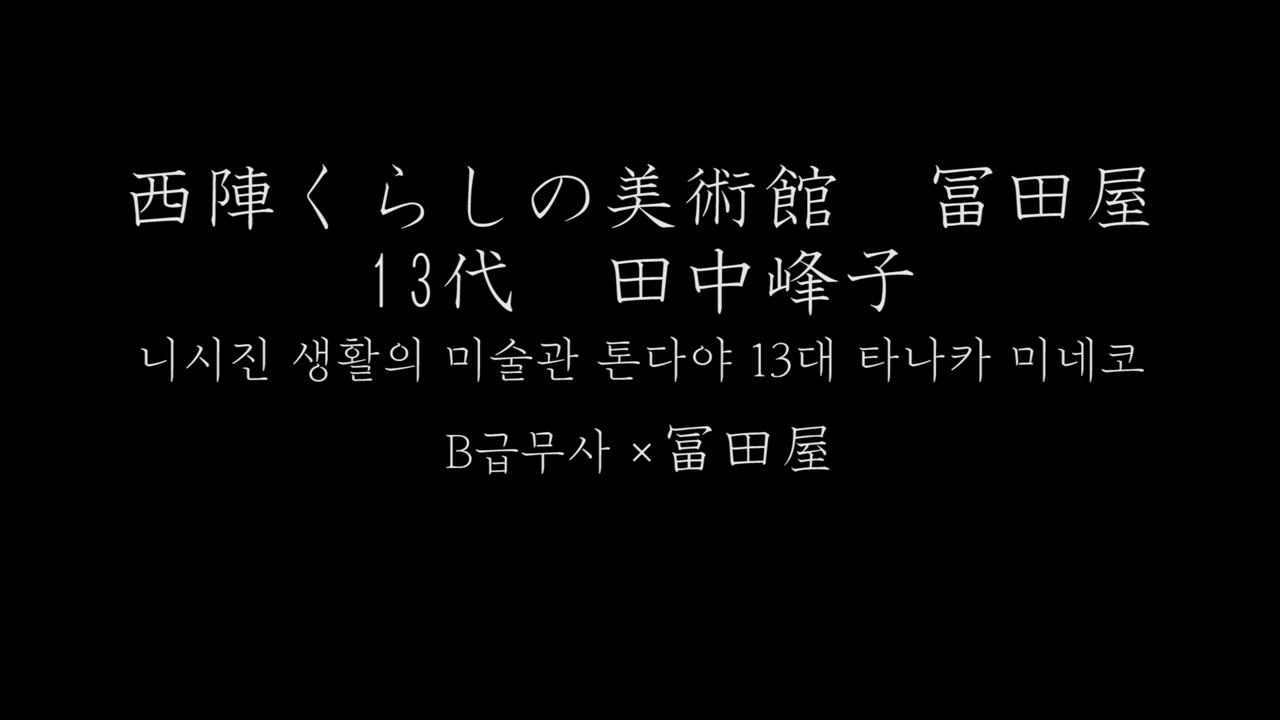 西陣くらしの美術館　冨田屋
13代　田中峰子
니시진 생활의 미술관 톤다야 13대 타나카 미네코
B급무사 ×冨田屋